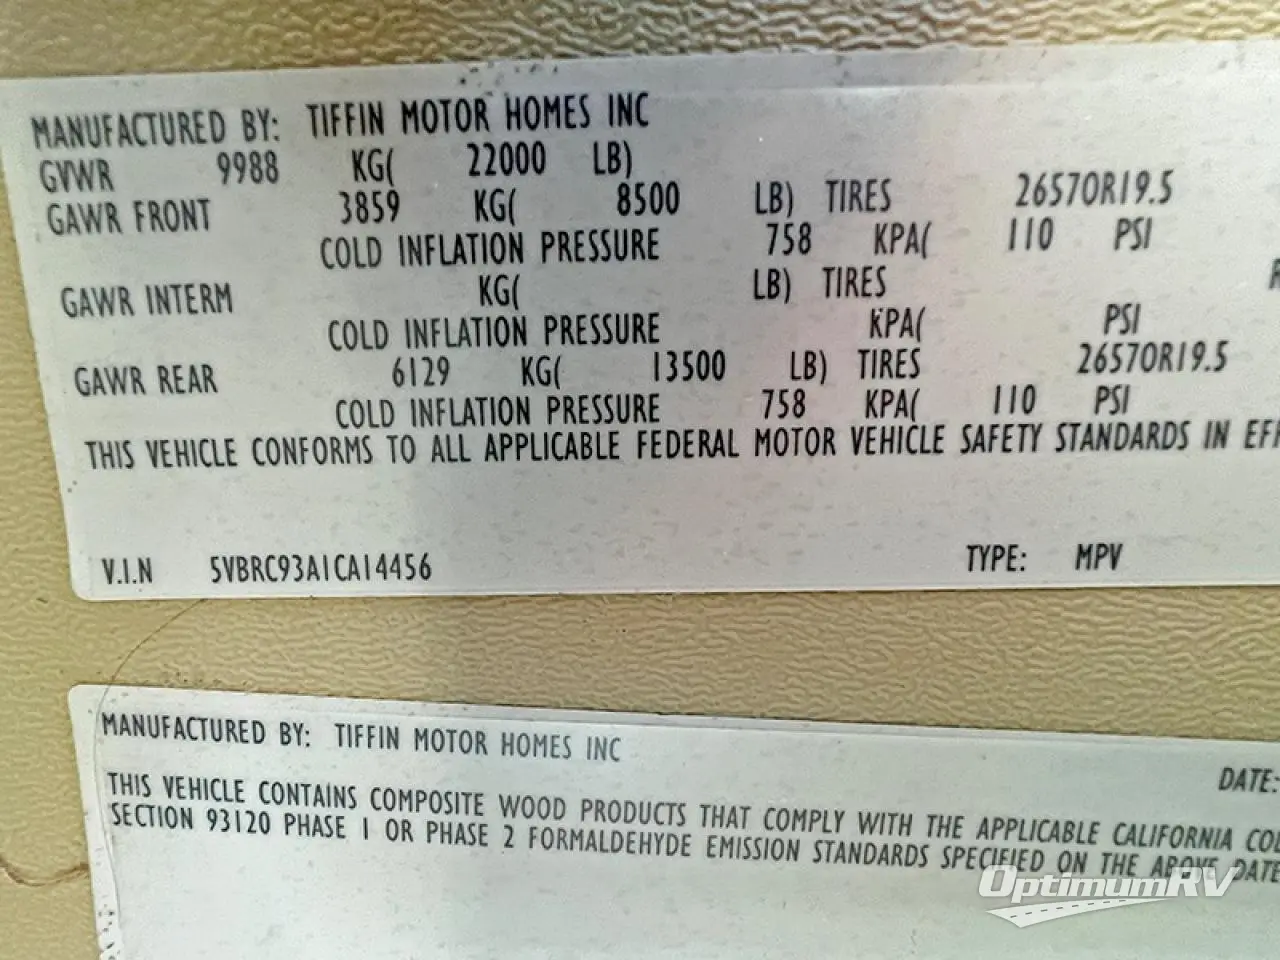 MANUFACTURED BY: TIFFIN MOTOR HOMES INC
GVWR 9988 KG( 22000 LB)
GAWR FRONT 3859 KG( 8500 LB) TIRES 26570R19.5
COLD INFLATION PRESSURE 758 KPA( 110 PSI
GAWR INTERM KG( LB) TIRES
COLD INFLATION PRESSURE KPA( PSI
GAWR REAR 6129 KG( 13500 LB) TIRES 26570R19.5
COLD INFLATION PRESSURE 758 KPA( 110 PSI
THIS VEHICLE CONFORMS TO ALL APPLICABLE FEDERAL MOTOR VEHICLE SAFETY STANDARDS IN EFF
V.I.N 5VBRC93A1CA14456 TYPE: MPV
MANUFACTURED BY: TIFFIN MOTOR HOMES INC
DATE:
THIS VEHICLE CONTAINS COMPOSITE WOOD PRODUCTS THAT COMPLY WITH THE APPLICABLE CALIFORNIA COD
SECTION 93120 PHASE 1 OR PHASE 2 FORMALDEHYDE EMISSION STANDARDS SPECIFIED ON THE ABOVE DATE
OptimumRV